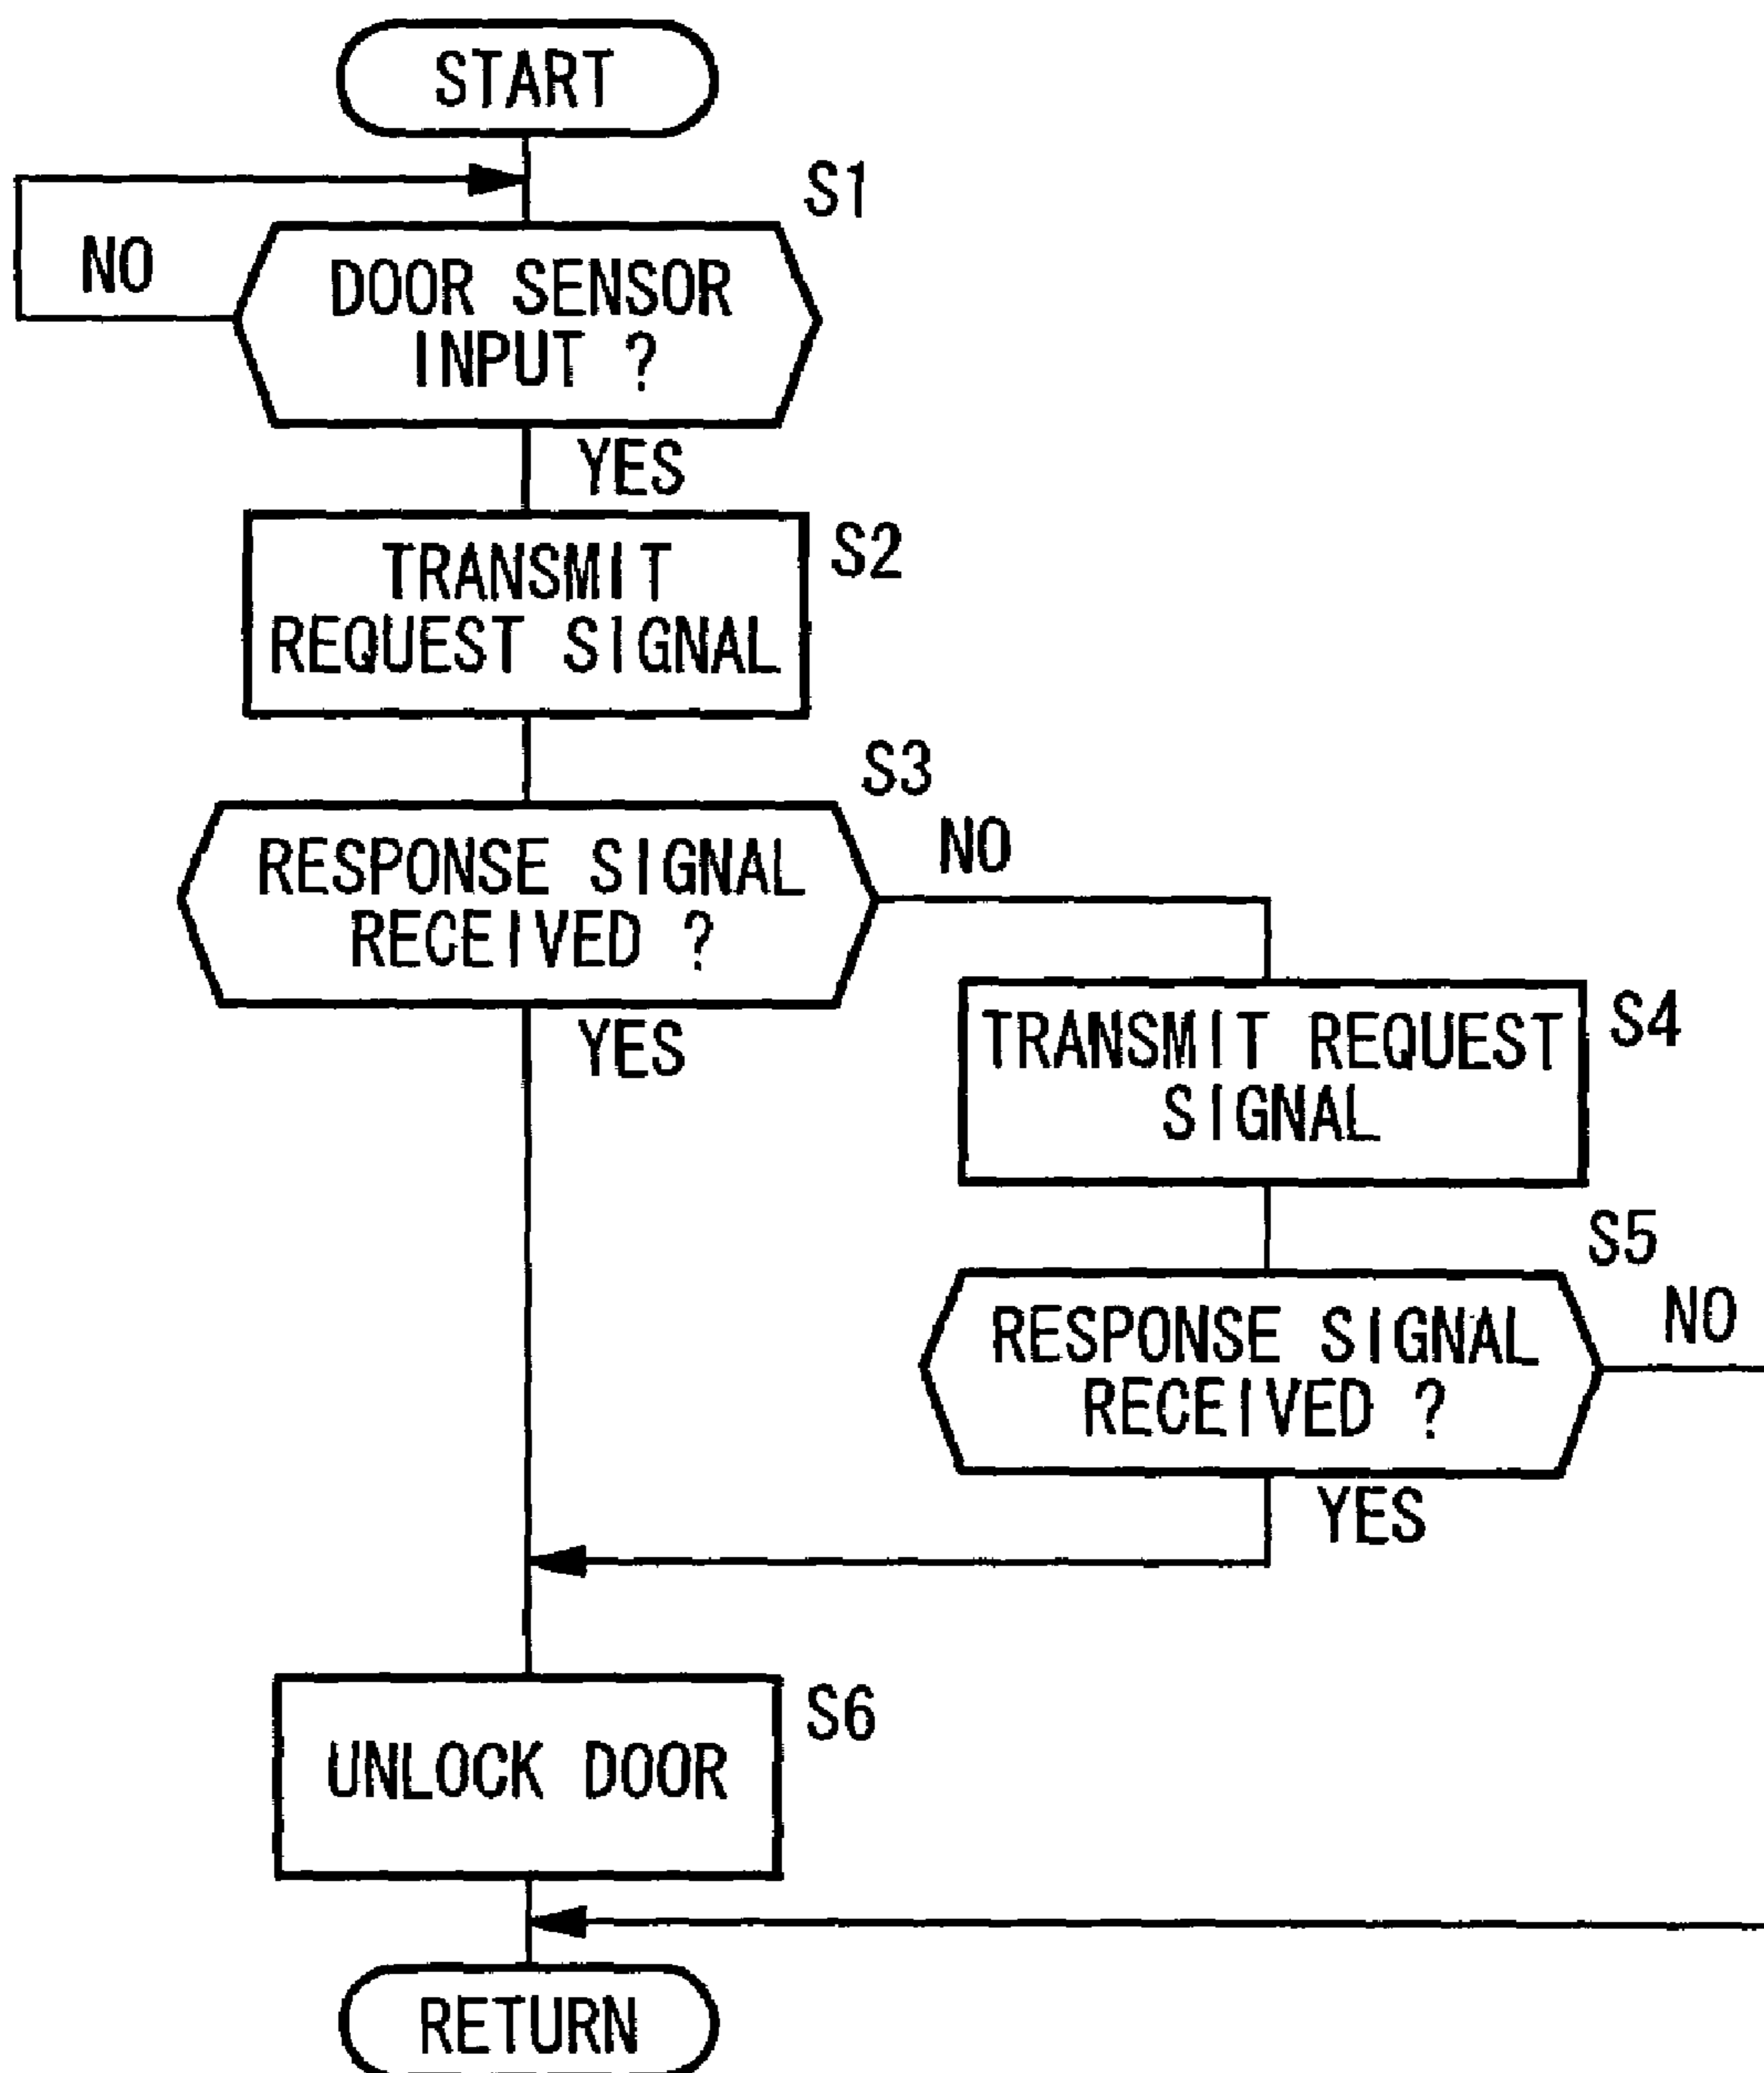 START
S1
NO
DOOR SENSOR
INPUT ?
YES
S2
TRANSMIT
REQUEST SIGNAL
S3
RESPONSE SIGNAL
RECEIVED ?
NO
YES
S4
TRANSMIT REQUEST
SIGNAL
S5
RESPONSE SIGNAL
RECEIVED ?
NO
YES
S6
UNLOCK DOOR
RETURN